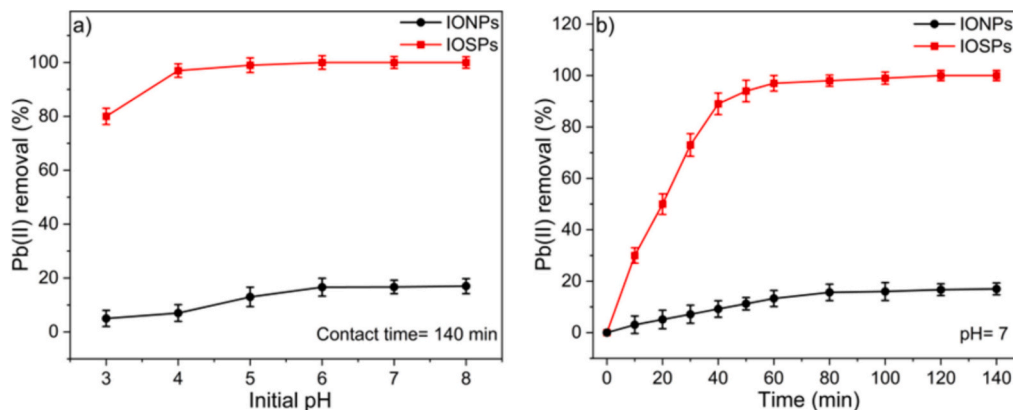 a)
IONPs
IOSPs
Pb(II) removal (%)
100
80
60
40
20
0
Contact time= 140 min
3 4 5 6 7 8
Initial pH
b)
IONPs
IOSPs
Pb(II) removal (%)
120
100
80
60
40
20
0
pH= 7
0 20 40 60 80 100 120 140
Time (min)